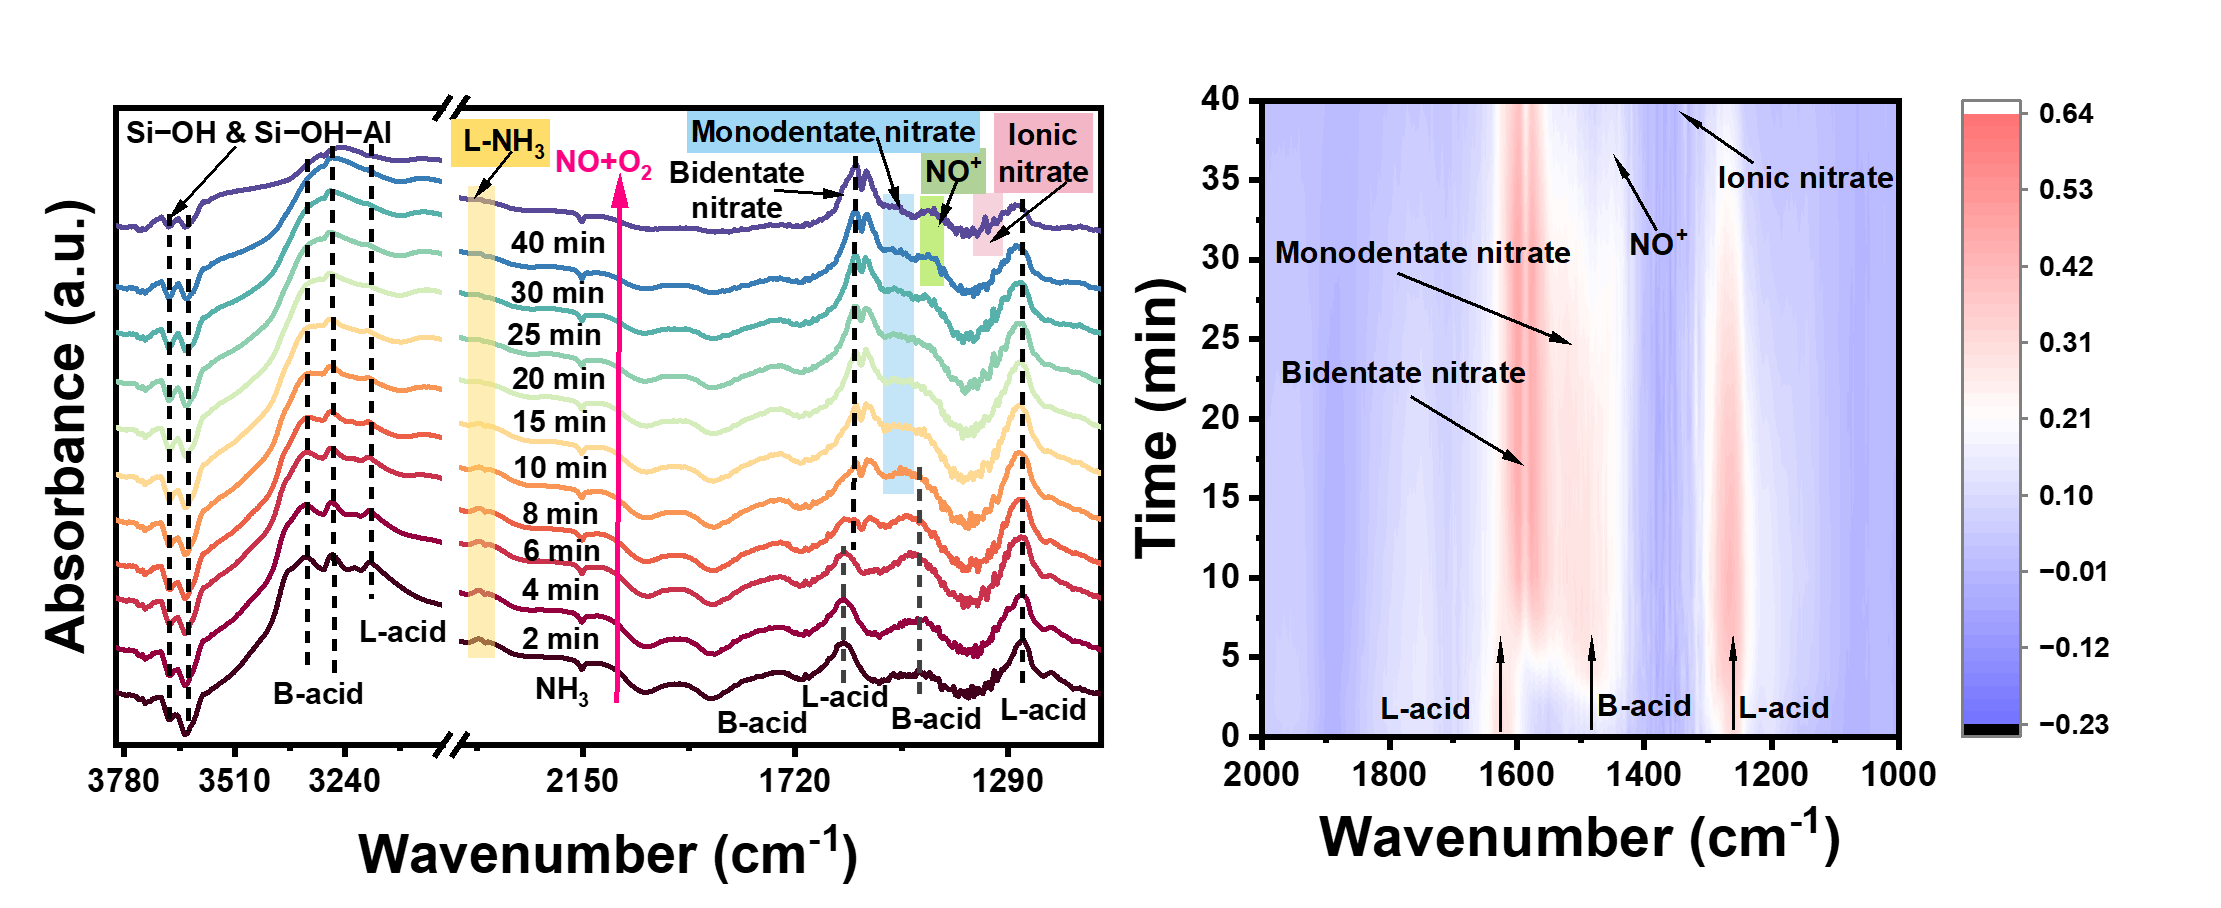 Si−OH & Si−OH−Al
L-NH3
NO+O2
Monodentate nitrate
Bidentate
nitrate
NO+
Ionic
nitrate
40 min
30 min
25 min
20 min
15 min
10 min
8 min
6 min
4 min
2 min
NH3
L-acid
B-acid
B-acid
L-acid
B-acid
L-acid
3780
3510
3240
2150
1720
1290
Absorbance (a.u.)
Wavenumber (cm-1)
40
35
30
25
20
15
10
5
0
Time (min)
Ionic nitrate
NO+
Monodentate nitrate
Bidentate nitrate
L-acid
B-acid
L-acid
2000
1800
1600
1400
1200
1000
Wavenumber (cm-1)
0.64
0.53
0.42
0.31
0.21
0.10
−0.01
−0.12
−0.23